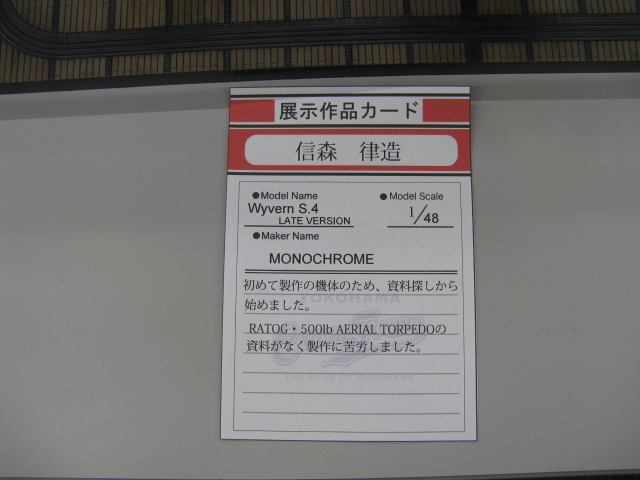 展示作品カード
信森 律造
●Model Name ●Model Scale
Wyvern S.4 1/48
LATE VERSION
●Maker Name
MONOCHROME
初めて製作の機体のため、資料探しから
始めました。
YOKOHAMA
RATOG・500lb AERIAL TORPEDOの
資料がなく製作に苦労しました。